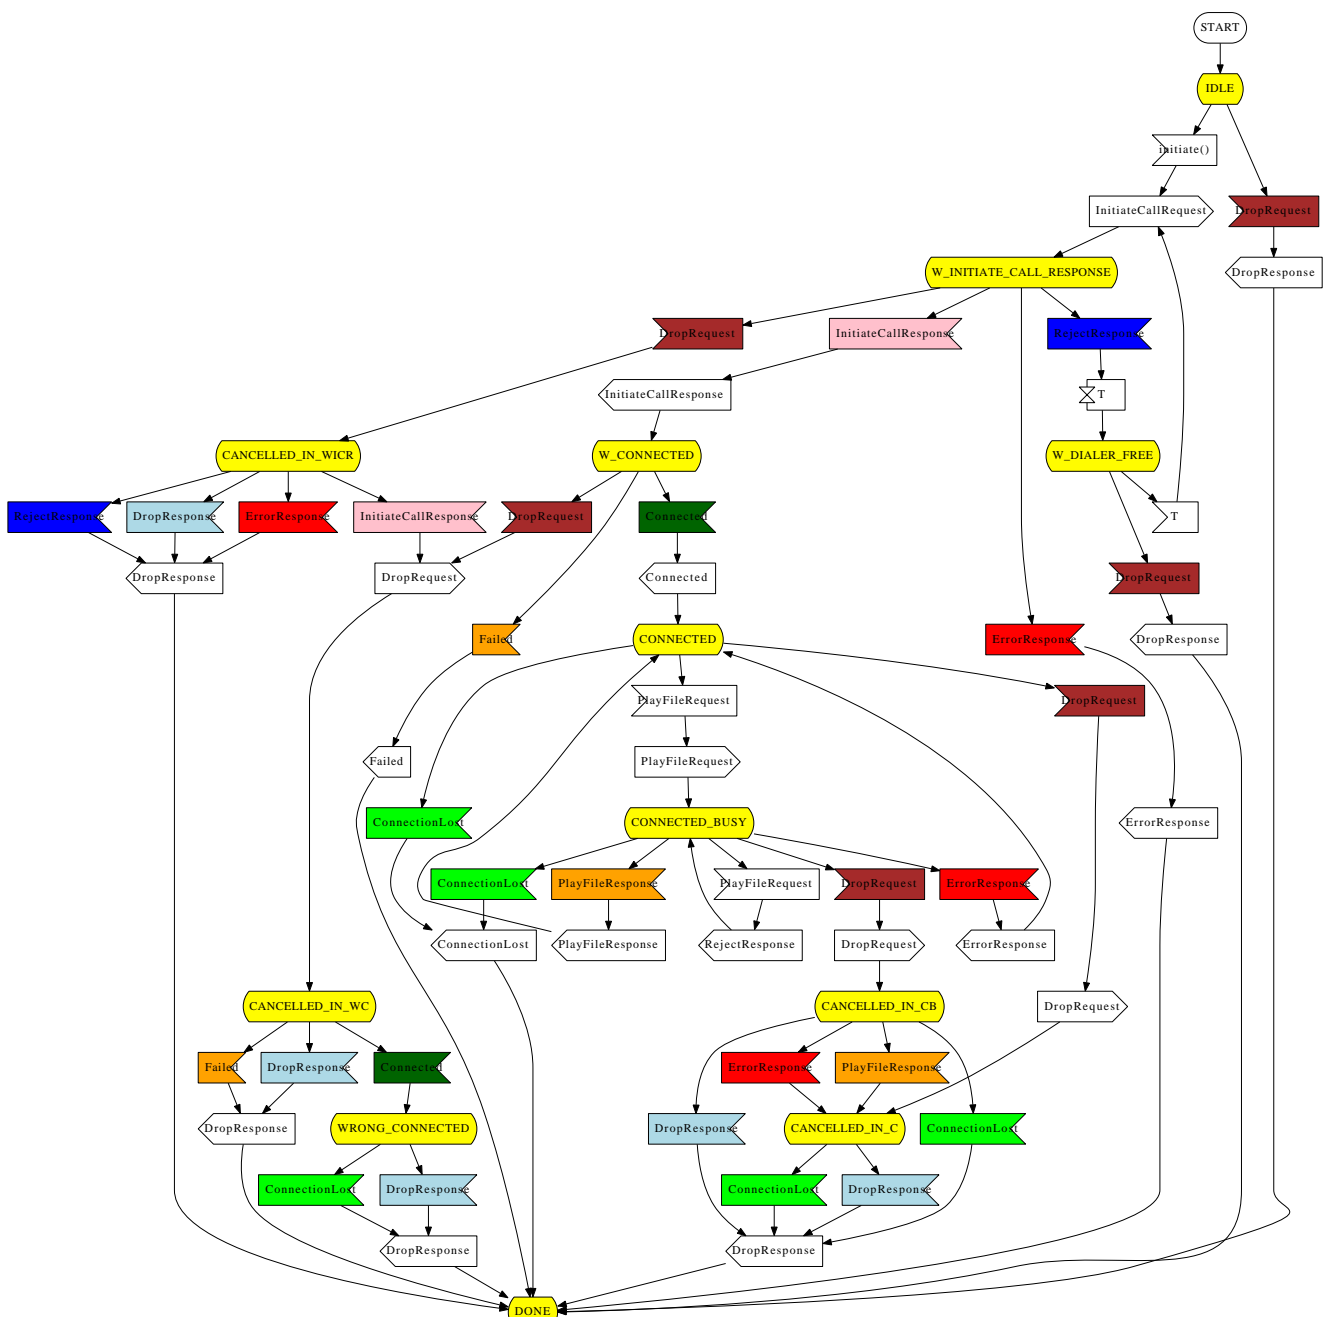 START
IDLE
initiate()
InitiateCallRequest
DropRequest
W_INITIATE_CALL_RESPONSE
DropResponse
DropRequest
InitiateCallResponse
RejectResponse
InitiateCallResponse
T
CANCELLED_IN_WICR
W_CONNECTED
W_DIALER_FREE
RejectResponse
DropResponse
ErrorResponse
InitiateCallResponse
DropRequest
Connected
T
DropResponse
DropRequest
Connected
DropRequest
Failed
CONNECTED
ErrorResponse
DropResponse
PlayFileRequest
DropRequest
Failed
PlayFileRequest
ConnectionLost
CONNECTED_BUSY
ErrorResponse
ConnectionLost
PlayFileResponse
PlayFileRequest
DropRequest
ErrorResponse
ConnectionLost
PlayFileResponse
RejectResponse
DropRequest
ErrorResponse
CANCELLED_IN_WC
CANCELLED_IN_CB
DropRequest
Failed
DropResponse
Connected
ErrorResponse
PlayFileResponse
DropResponse
WRONG_CONNECTED
DropResponse
CANCELLED_IN_C
ConnectionLost
ConnectionLost
DropResponse
ConnectionLost
DropResponse
DropResponse
DropResponse
DONE